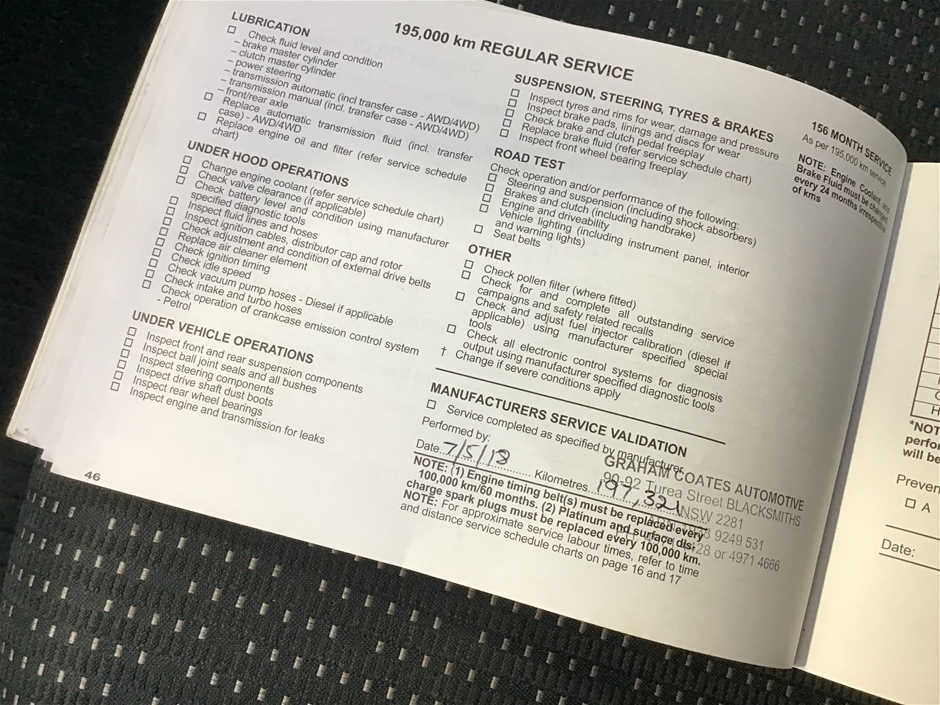 195,000 km REGULAR SERVICE
LUBRICATION
Check fluid level and condition
– brake master cylinder
– clutch master cylinder
– power steering
– transmission automatic (incl transfer case - AWD/4WD)
– transmission manual (incl. transfer case - AWD/4WD)
– front/rear axle
Replace automatic transmission fluid (incl. transfer
case) - AWD/4WD
Replace engine oil and filter (refer service schedule
chart)
UNDER HOOD OPERATIONS
Change engine coolant (refer service schedule chart)
Check valve clearance (if applicable)
Check battery level and condition using manufacturer
specified diagnostic tools
Inspect fluid lines and hoses
Inspect ignition cables, distributor cap and rotor
Check adjustment and condition of external drive belts
Replace air cleaner element
Check ignition timing
Check idle speed
Check vacuum pump hoses - Diesel if applicable
Check intake and turbo hoses
Check operation of crankcase emission control system
- Petrol
UNDER VEHICLE OPERATIONS
Inspect front and rear suspension components
Inspect ball joint seals and all bushes
Inspect steering components
Inspect drive shaft dust boots
Inspect rear wheel bearings
Inspect engine and transmission for leaks
46
SUSPENSION, STEERING, TYRES & BRAKES
Inspect tyres and rims for wear, damage and pressure
Inspect brake pads, linings and discs for wear
Check brake and clutch pedal freeplay
Replace brake fluid (refer service schedule chart)
Inspect front wheel bearing freeplay
ROAD TEST
Check operation and/or performance of the following:
Steering and suspension (including shock absorbers)
Brakes and clutch (including handbrake)
Engine and driveability
Vehicle lighting (including instrument panel, interior
and warning lights)
Seat belts
OTHER
Check pollen filter (where fitted)
Check for and complete all outstanding service
campaigns and safety related recalls
Check and adjust fuel injector calibration (diesel if
applicable) using manufacturer specified special
tools
Check all electronic control systems for diagnosis
output using manufacturer specified diagnostic tools
† Change if severe conditions apply
MANUFACTURERS SERVICE VALIDATION
Service completed as specified by manufacturer
Performed by:
GRAHAM COATES AUTOMOTIVE
90-92 Turea Street BLACKSMITHS
NSW 2281
9249 531
28 or 4971 4666
Date 7/5/18 Kilometres 197,321
NOTE: (1) Engine timing belt(s) must be replaced every
100,000 km/60 months. (2) Platinum and surface dis-
charge spark plugs must be replaced every 100,000 km.
NOTE: For approximate service labour times, refer to time
and distance service schedule charts on page 16 and 17
156 MONTH SERVICE
As per 195,000 km service
NOTE: Engine Coolant and
Brake Fluid must be changed
every 24 months irrespective
of kms
*NOT
perfo
will be
Preven
A
Date: